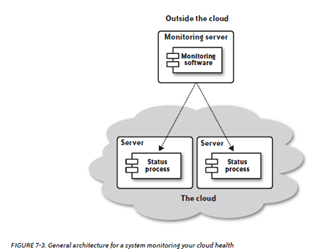 Outside the cloud
Monitoring server
Monitoring
software
Server
Status
process
Server
Status
process
The cloud
FIGURE 7-3. General architecture for a system monitoring your cloud health